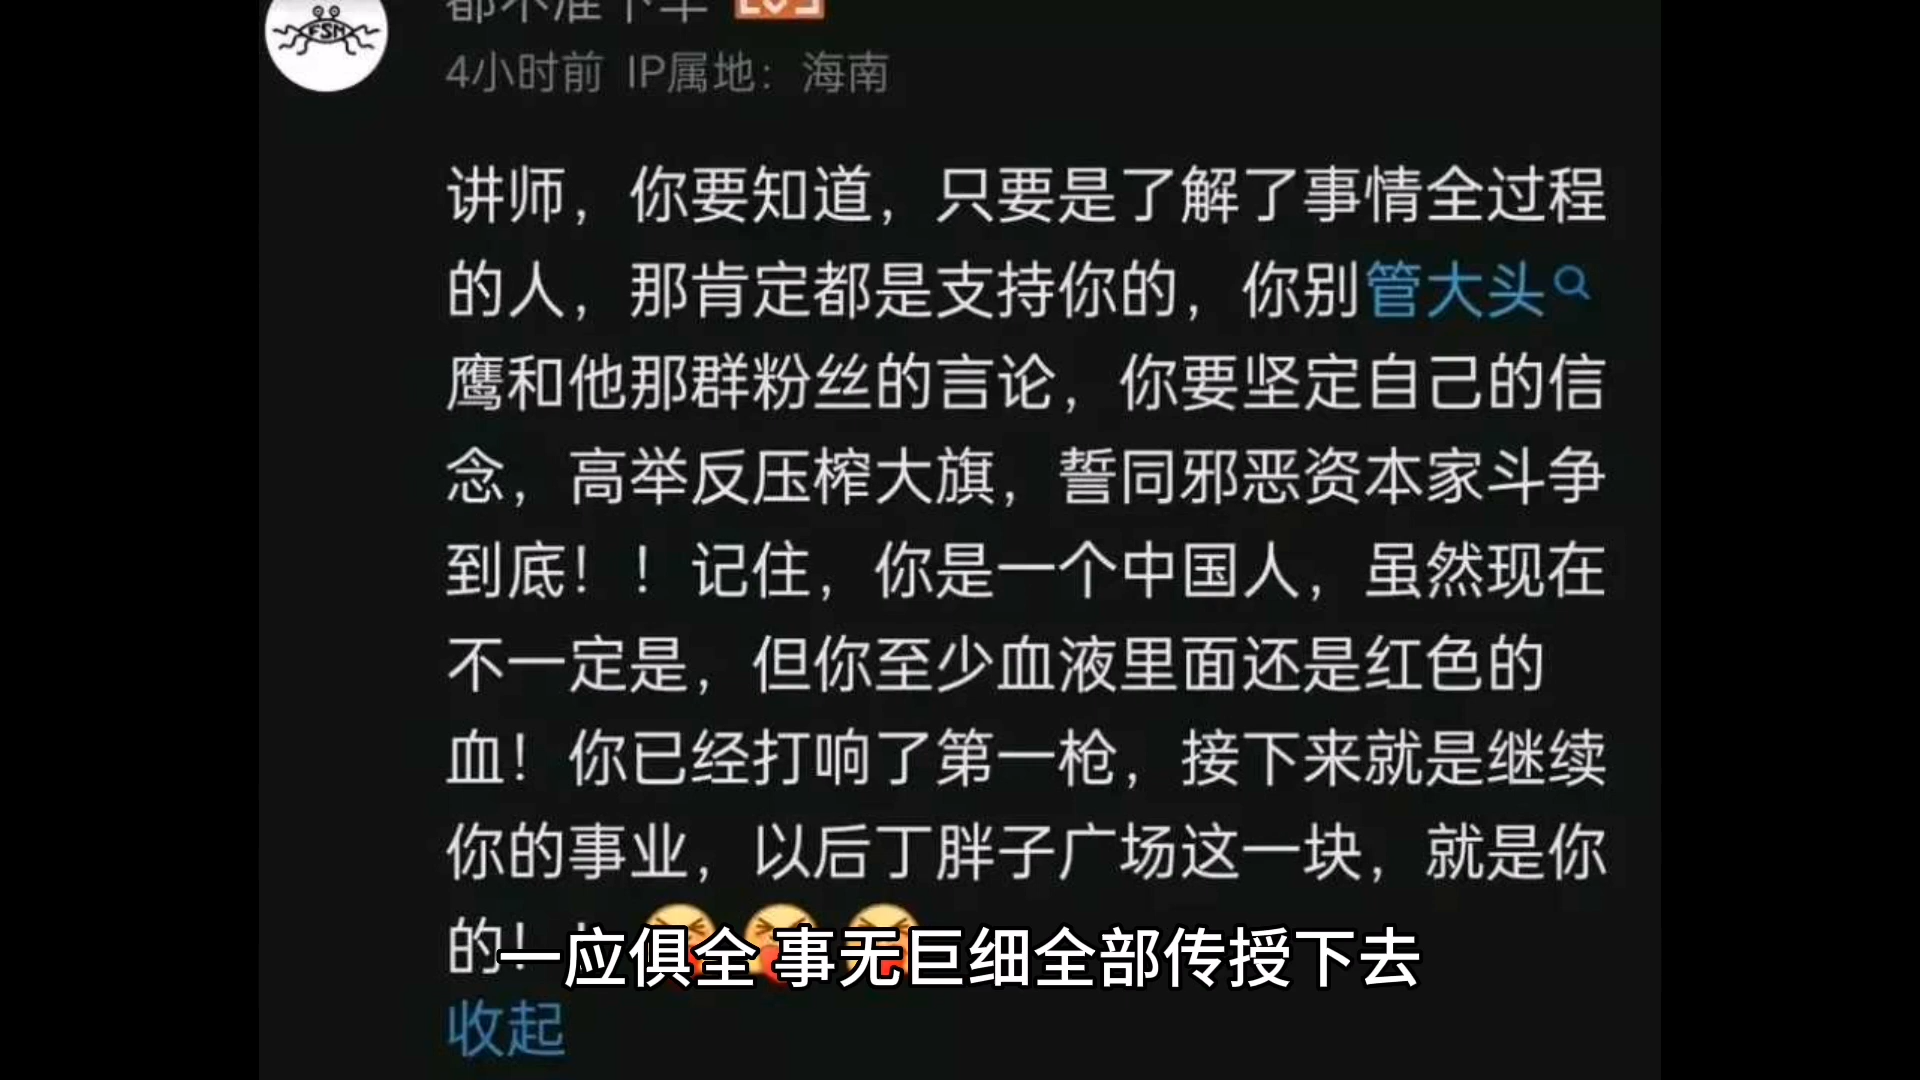 FSM
都不准下车 LV5
4小时前 IP属地：海南
讲师，你要知道，只要是了解了事情全过程
的人，那肯定都是支持你的，你别管大头
鹰和他那群粉丝的言论，你要坚定自己的信
念，高举反压榨大旗，誓同邪恶资本家斗争
到底！！记住，你是一个中国人，虽然现在
不一定是，但你至少血液里面还是红色的
血！你已经打响了第一枪，接下来就是继续
你的事业，以后丁胖子广场这一块，就是你
的！！
一应俱全 事无巨细全部传授下去
收起